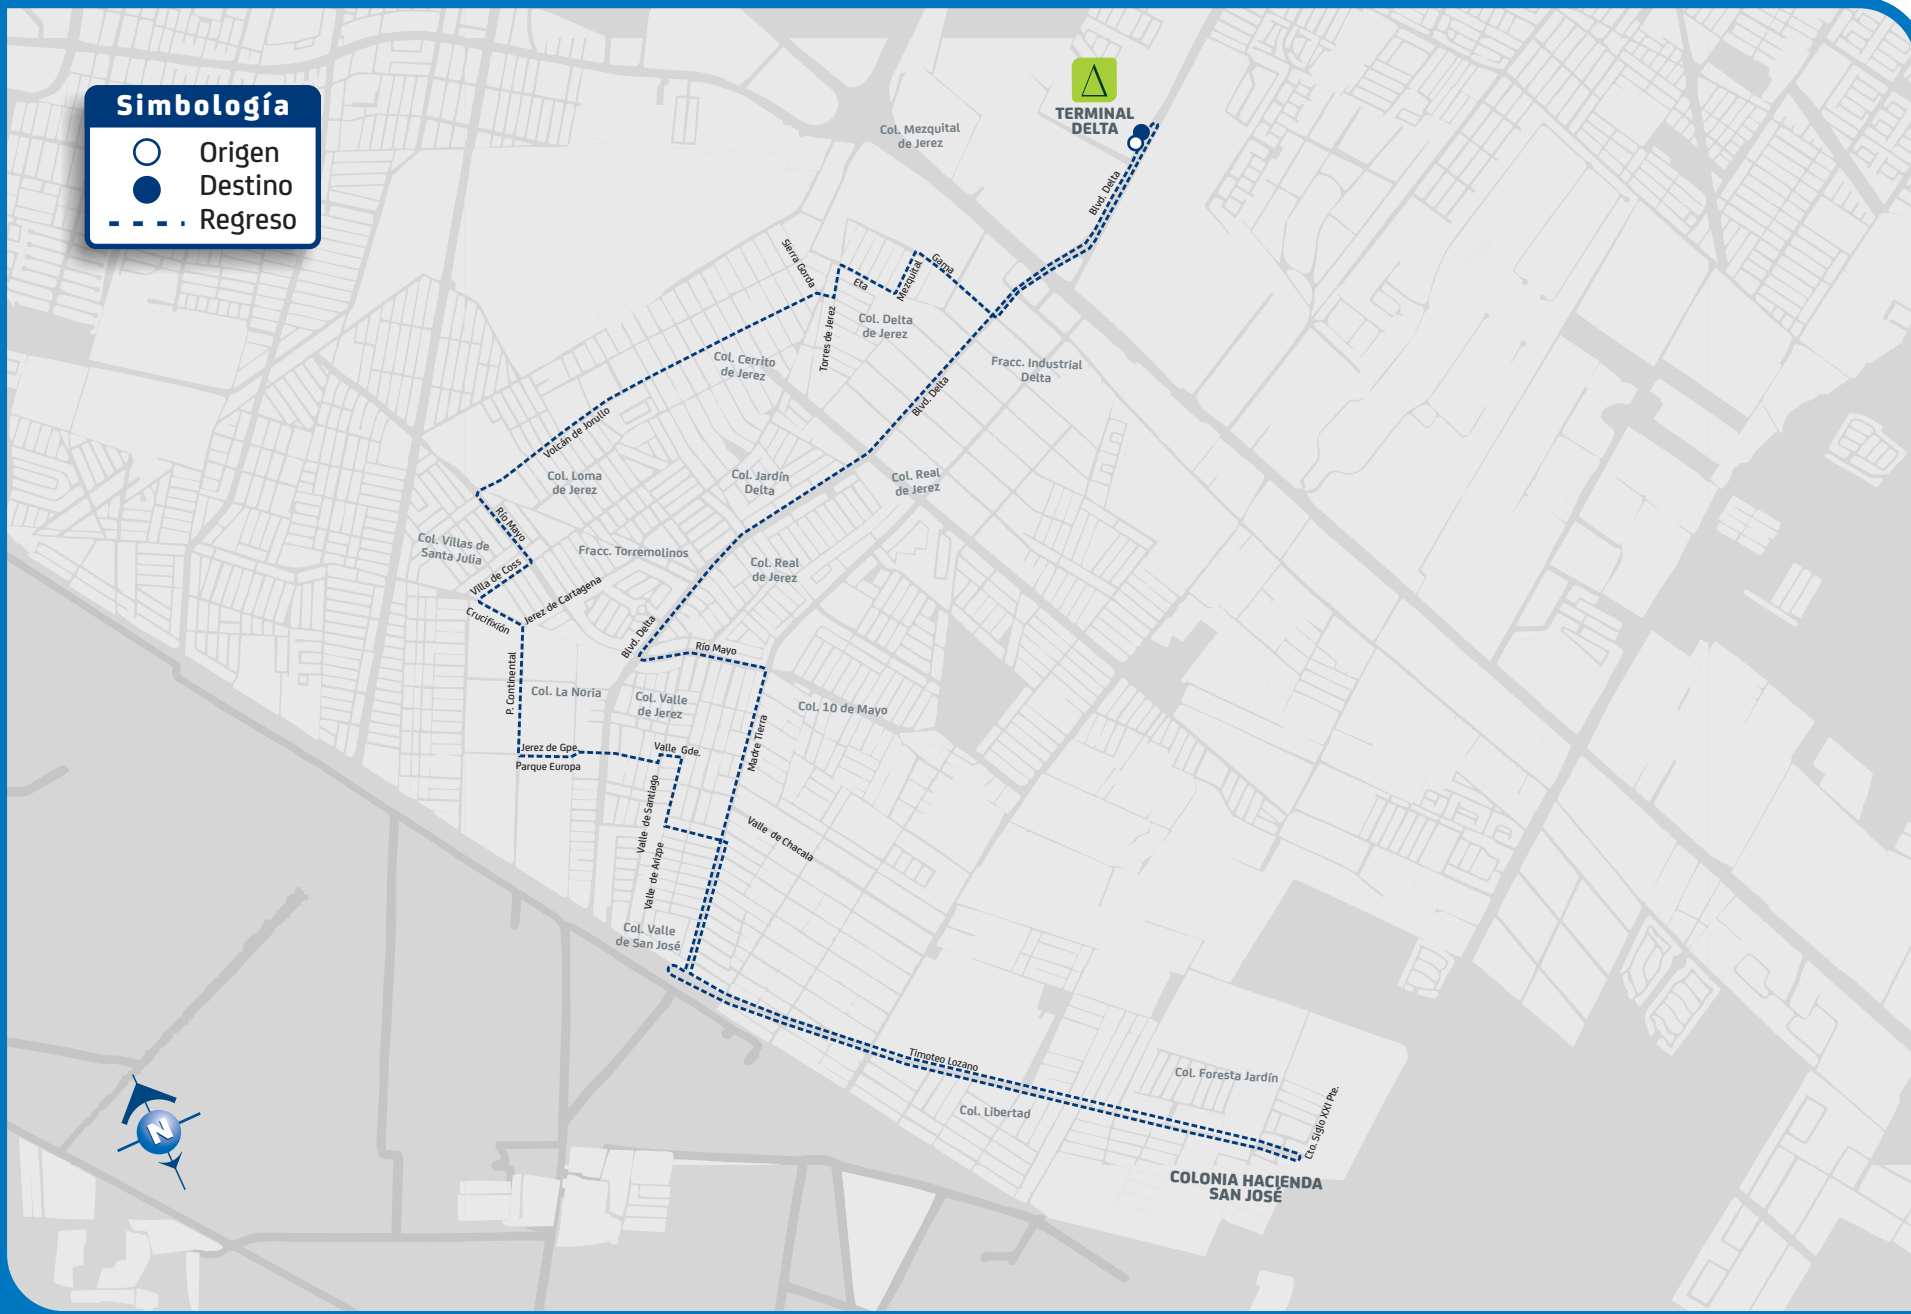 Simbología
Origen
Destino
Regreso
TERMINAL
DELTA
Col. Mezquital
de Jerez
Blvd. Delta
Sierra Gorda
Eta
Mezquital
Gama
Torres de Jerez
Col. Delta
de Jerez
Col. Cerrito
de Jerez
Fracc. Industrial
Delta
Blvd. Delta
Volcán de Jorullo
Col. Loma
de Jerez
Col. Jardín
Delta
Col. Real
de Jerez
Río Mayo
Col. Villas de
Santa Julia
Fracc. Torremolinos
Col. Real
de Jerez
Villa de Coss
Jerez de Cartagena
Crucifixión
Blvd. Delta
Río Mayo
P. Continental
Col. La Noria
Col. Valle
de Jerez
Col. 10 de Mayo
Madre Tierra
Jerez de Gpe.
Parque Europa
Valle Gde.
Valle de Santiago
Valle de Chacala
Valle de Arizpe
Col. Valle
de San José
Timoteo Lozano
Col. Foresta Jardín
Col. Libertad
Cto. Siglo XXI Pte.
COLONIA HACIENDA
SAN JOSÉ
N